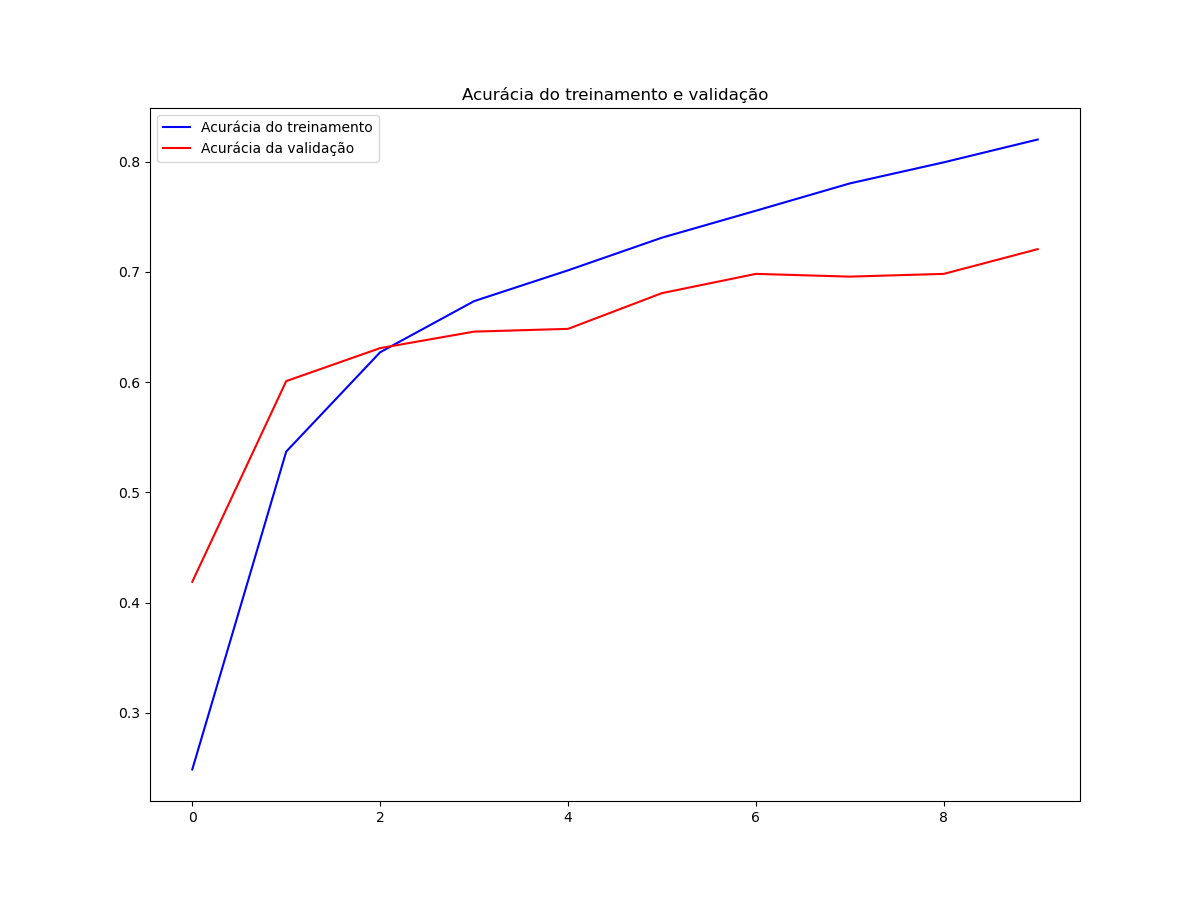 Acurácia do treinamento e validação
Acurácia do treinamento
Acurácia da validação
0.8
0.7
0.6
0.5
0.4
0.3
0 2 4 6 8